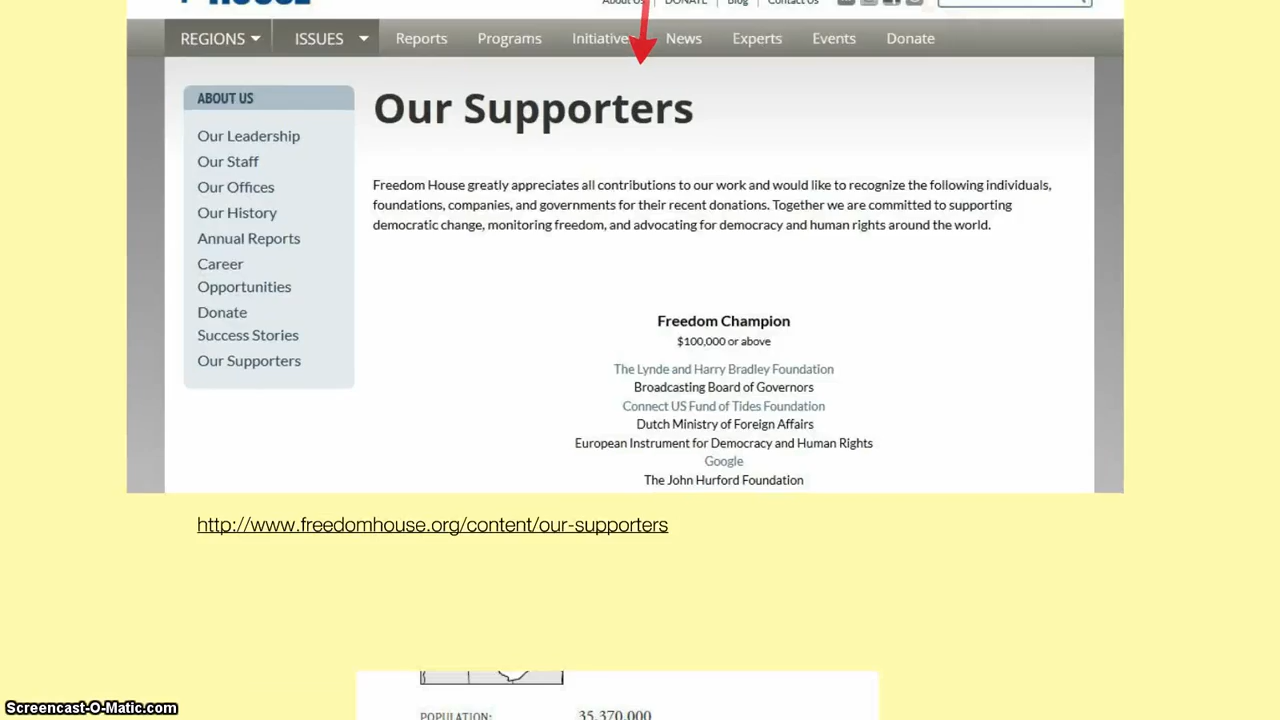 HOUSE
About Us | DONATE | Blog | Contact Us
REGIONS ISSUES Reports Programs Initiatives News Experts Events Donate
ABOUT US
Our Leadership
Our Staff
Our Offices
Our History
Annual Reports
Career
Opportunities
Donate
Success Stories
Our Supporters
Our Supporters
Freedom House greatly appreciates all contributions to our work and would like to recognize the following individuals,
foundations, companies, and governments for their recent donations. Together we are committed to supporting
democratic change, monitoring freedom, and advocating for democracy and human rights around the world.
Freedom Champion
$100,000 or above
The Lynde and Harry Bradley Foundation
Broadcasting Board of Governors
Connect US Fund of Tides Foundation
Dutch Ministry of Foreign Affairs
European Instrument for Democracy and Human Rights
Google
The John Hurford Foundation
http://www.freedomhouse.org/content/our-supporters
POPULATION: 35,370,000
Screencast-O-Matic.com